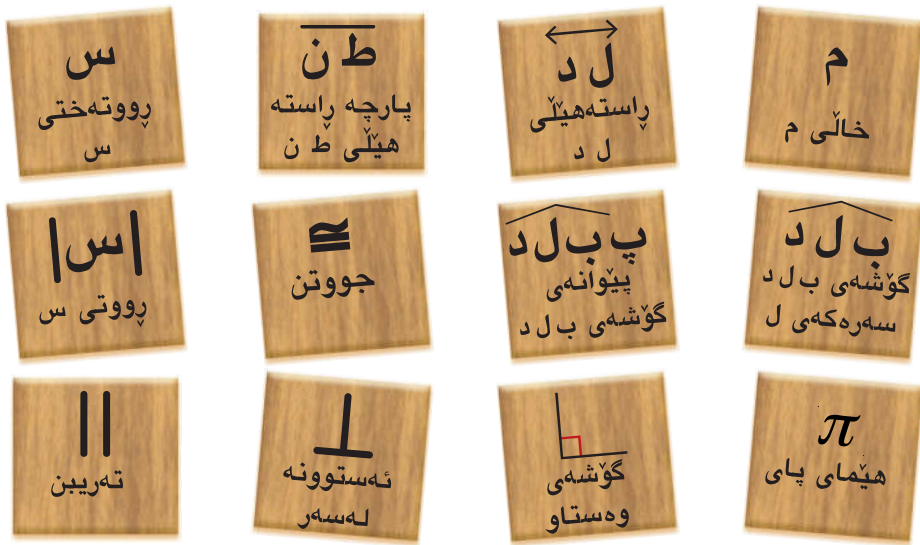 م
خاڵی م
ل د
ڕاستەهێڵی
ل د
ط ن
پارچە ڕاستە
هێڵی ط ن
س
ڕووتەختی
س
ب ل د
گۆشەی ب ل د
سەرەکەی ل
پ ب ل د
پێوانەی
گۆشەی ب ل د
≅
جووتن
|س|
ڕووتی س
π
هێمای پای
گۆشەی
وەستاو
⊥
ئەستوونە
لەسەر
||
تەریبن